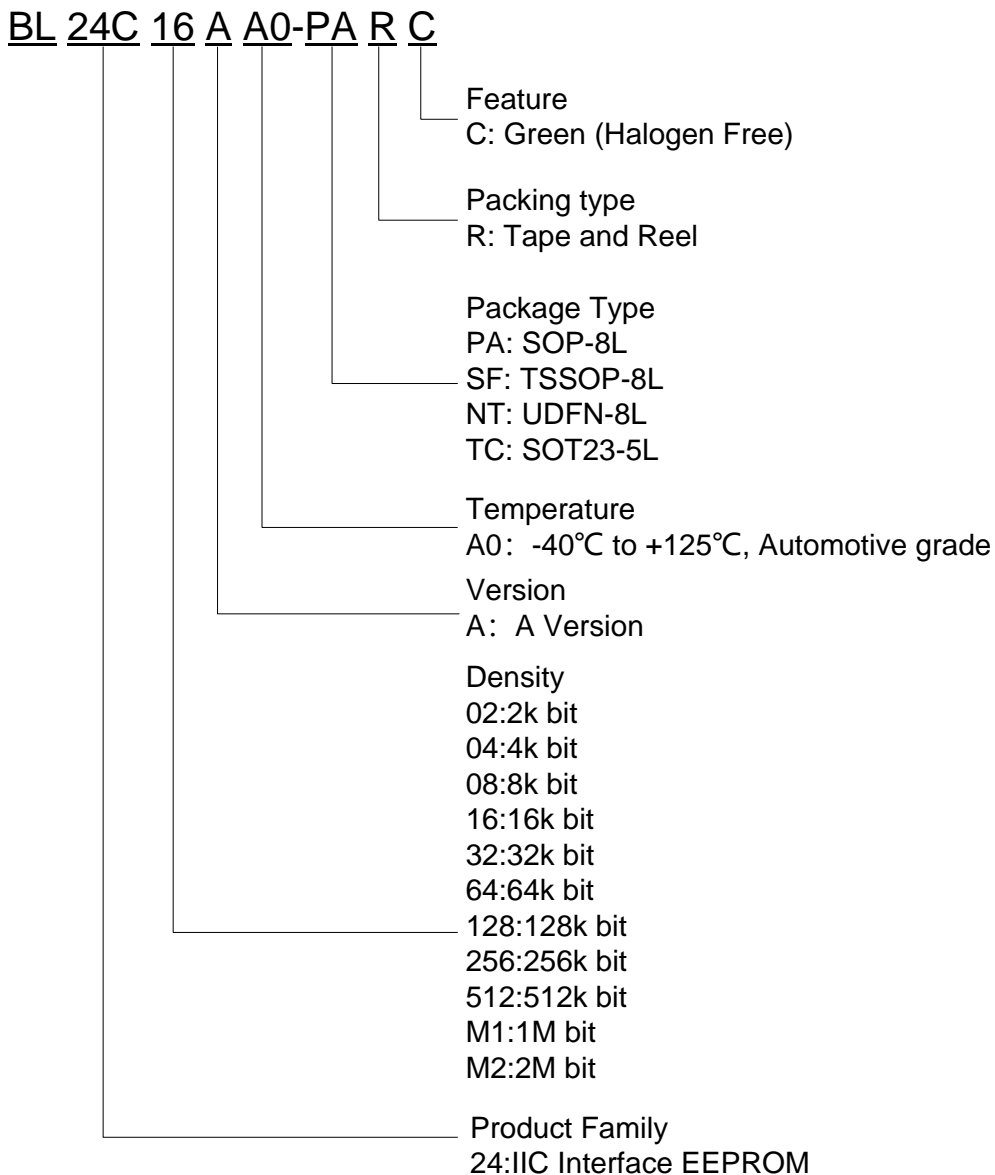 BL 24C 16 A A0-PA R C
Feature
C: Green (Halogen Free)
Packing type
R: Tape and Reel
Package Type
PA: SOP-8L
SF: TSSOP-8L
NT: UDFN-8L
TC: SOT23-5L
Temperature
A0： -40℃ to +125℃, Automotive grade
Version
A： A Version
Density
02:2k bit
04:4k bit
08:8k bit
16:16k bit
32:32k bit
64:64k bit
128:128k bit
256:256k bit
512:512k bit
M1:1M bit
M2:2M bit
Product Family
24:IIC Interface EEPROM